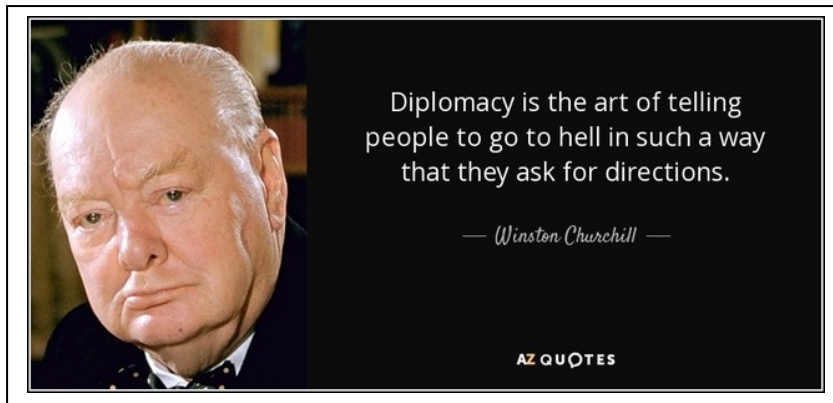 Diplomacy is the art of telling
people to go to hell in such a way
that they ask for directions.
— Winston Churchill —
AZ QUOTES